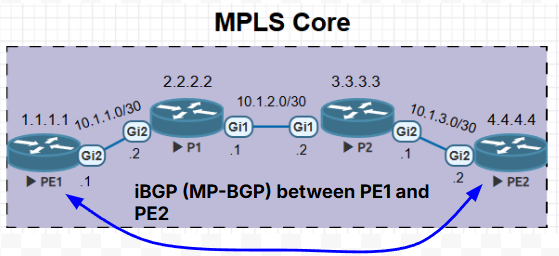 MPLS Core
2.2.2.2
3.3.3.3
1.1.1.1
10.1.1.0/30
10.1.2.0/30
10.1.3.0/30
4.4.4.4
Gi2
P1
Gi1
Gi1
P2
Gi2
PE1
Gi2
.1
.2
.1
.2
.1
Gi2
.2
PE2
iBGP (MP-BGP) between PE1 and
PE2